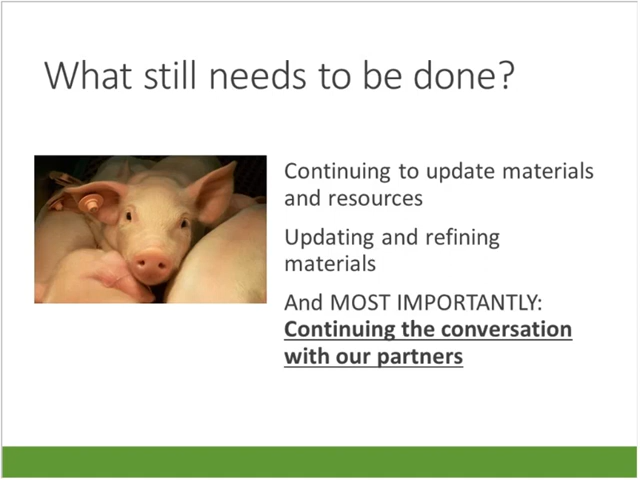 What still needs to be done?
Continuing to update materials
and resources
Updating and refining
materials
And MOST IMPORTANTLY:
Continuing the conversation
with our partners